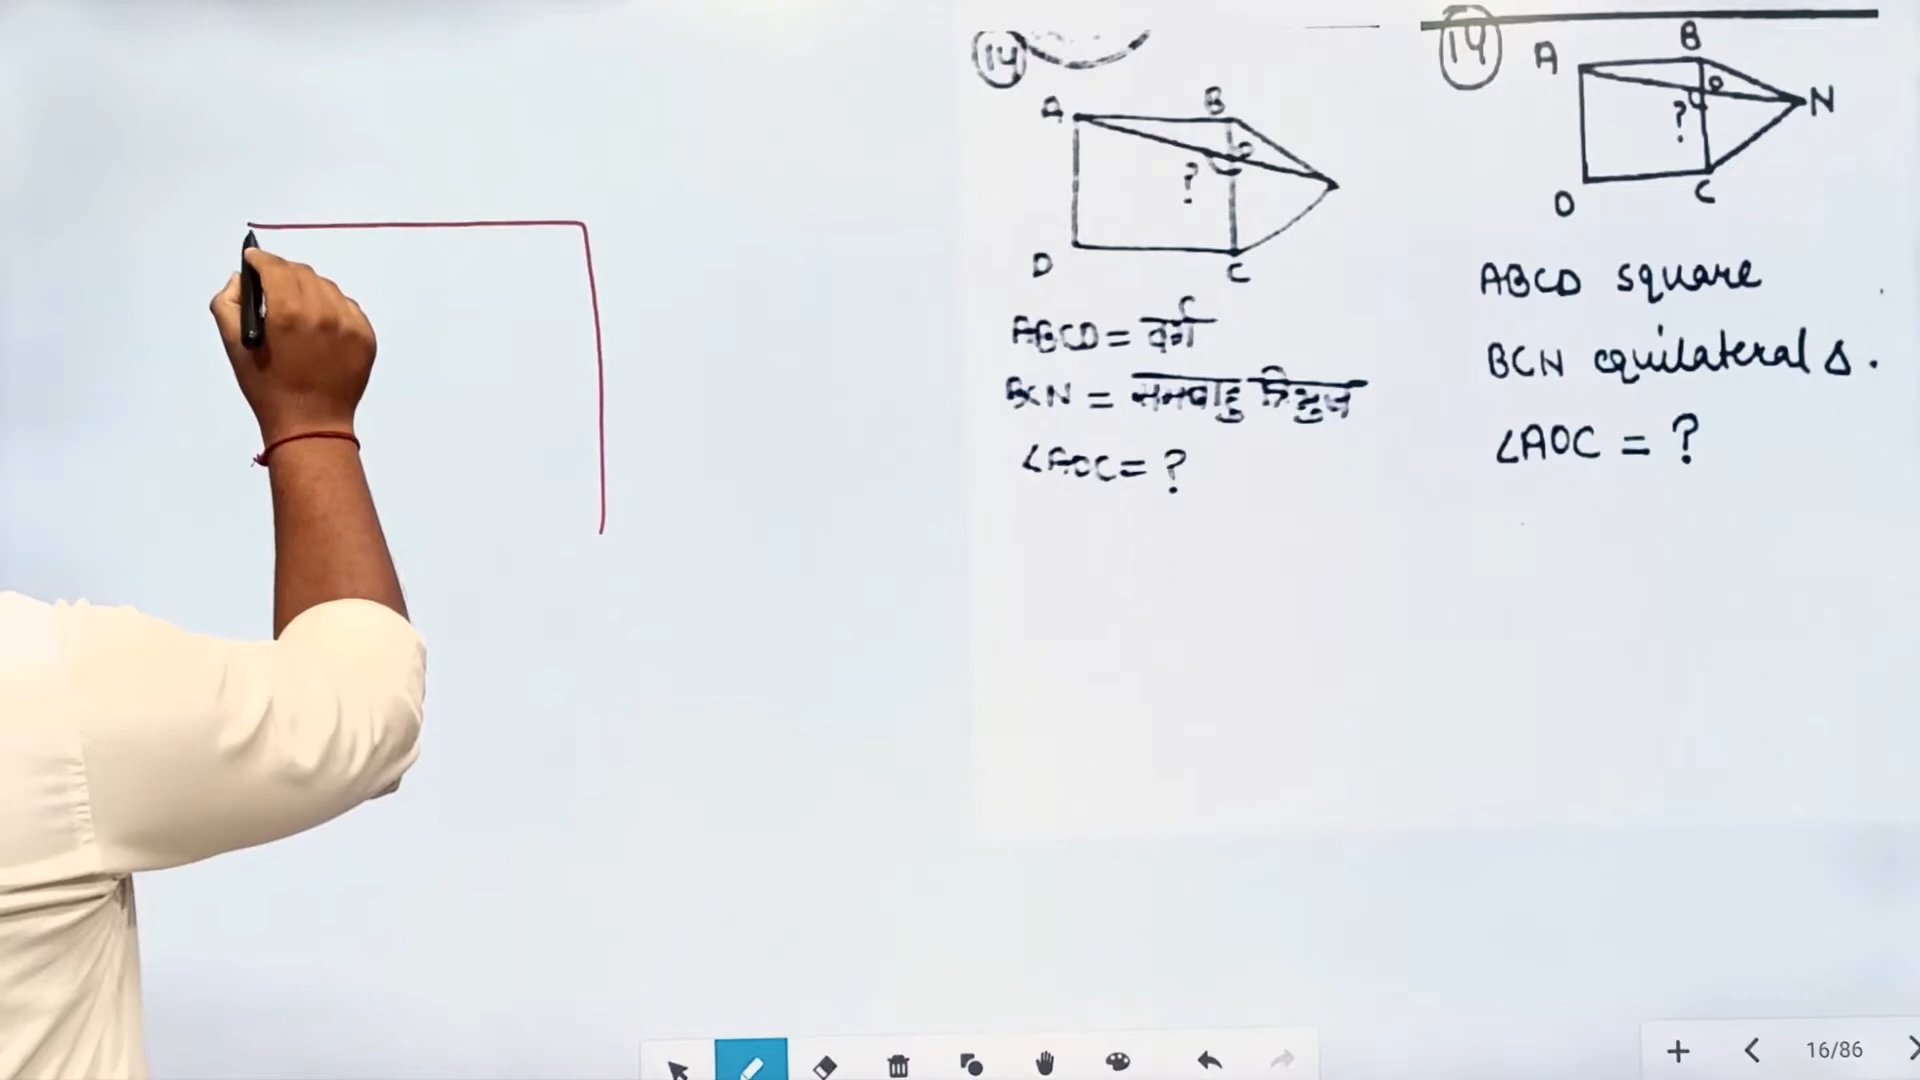 14
A
B
O
?
D
C
ABCD = वर्ग
BCN = समबाहु त्रिभुज
∠AOC = ?
14
A
B
O
N
?
D
C
ABCD square
BCN equilateral Δ.
∠AOC = ?
16/86